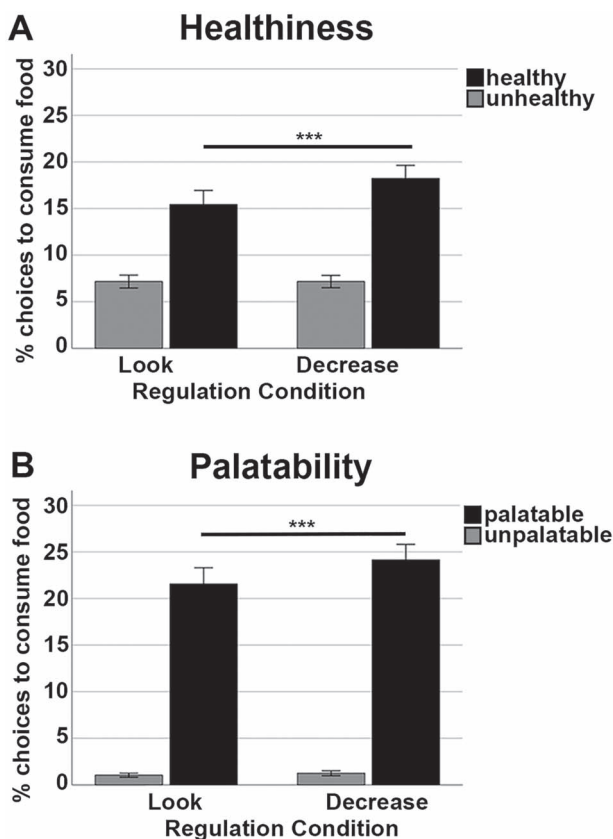 A
Healthiness
% choices to consume food
30
25
20
15
10
5
0
***
healthy
unhealthy
Look
Decrease
Regulation Condition
B
Palatability
% choices to consume food
30
25
20
15
10
5
0
***
palatable
unpalatable
Look
Decrease
Regulation Condition